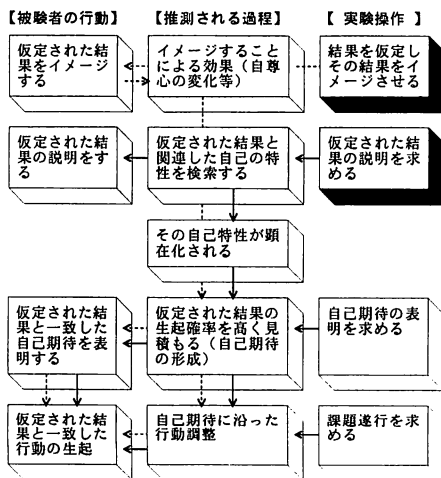 【被験者の行動】 【推測される過程】 【 実験操作】
仮定された結
果をイメージ
する
イメージすること
による効果（自尊
心の変化等）
結果を仮定し
その結果をイ
メージさせる
仮定された結
果の説明をす
る
仮定された結果と
関連した自己の特
性を検索する
仮定された結
果の説明を求
める
その自己特性が顕
在化される
仮定された結
果と一致した
自己期待を表
明する
仮定された結果の
生起確率を高く見
積もる（自己期待
の形成）
自己期待の表
明を求める
仮定された結
果と一致した
行動の生起
自己期待に沿った
行動調整
課題遂行を求
める